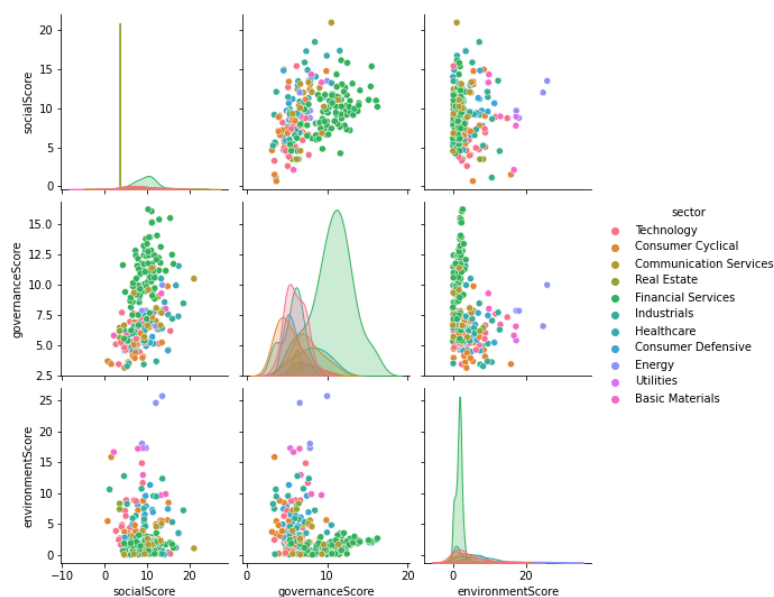 20
15
10
5
0
socialScore
15.0
12.5
10.0
7.5
5.0
2.5
governanceScore
sector
Technology
Consumer Cyclical
Communication Services
Real Estate
Financial Services
Industrials
Healthcare
Consumer Defensive
Energy
Utilities
Basic Materials
25
20
15
10
5
0
environmentScore
−10 0 10 20
0 10 20
0 20
socialScore governanceScore environmentScore